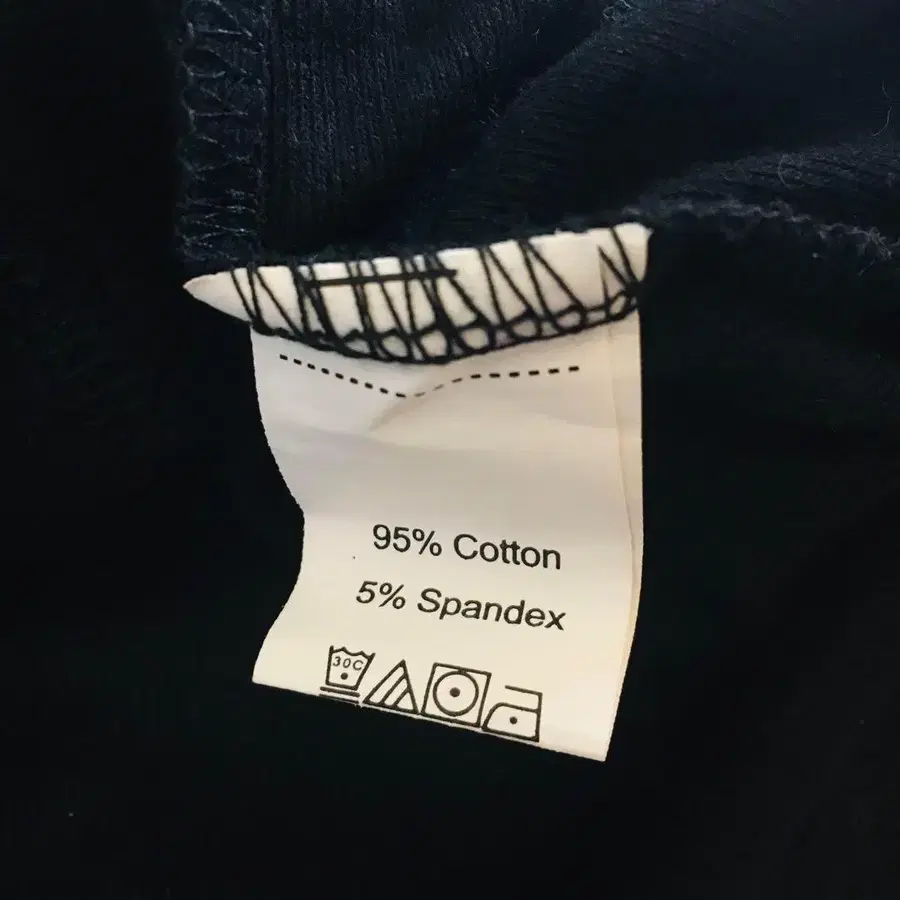 95% Cotton
5% Spandex
30C